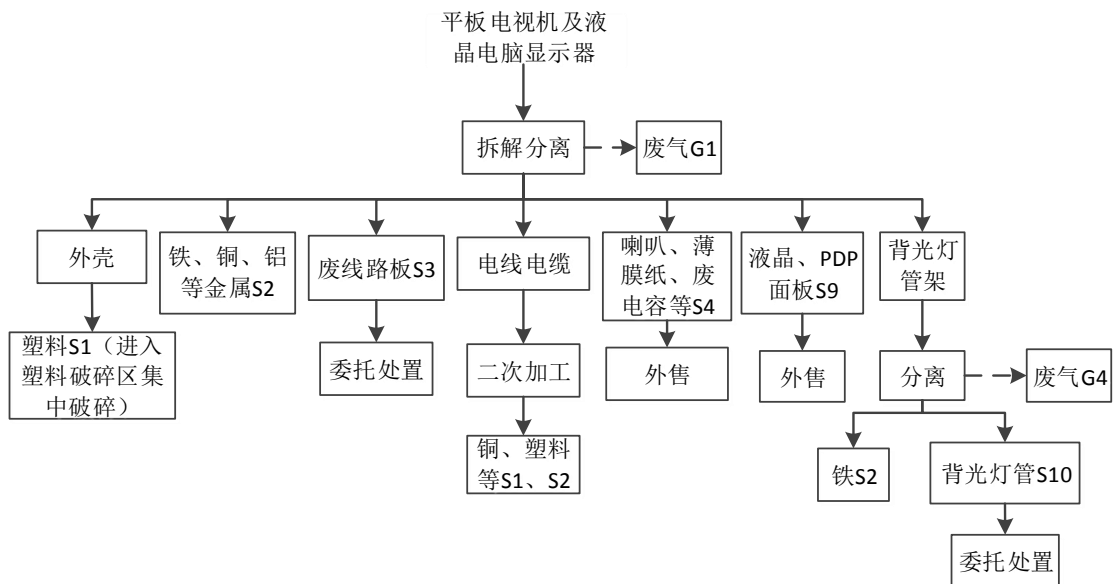 平板电视机及液
晶电脑显示器
拆解分离
废气G1
外壳
铁、铜、铝
等金属S2
废线路板S3
电线电缆
喇叭、薄
膜纸、废
电容等S4
液晶、PDP
面板S9
背光灯
管架
塑料S1（进入
塑料破碎区集
中破碎）
委托处置
二次加工
外售
外售
分离
废气G4
铜、塑料
等S1、S2
铁S2
背光灯管S10
委托处置